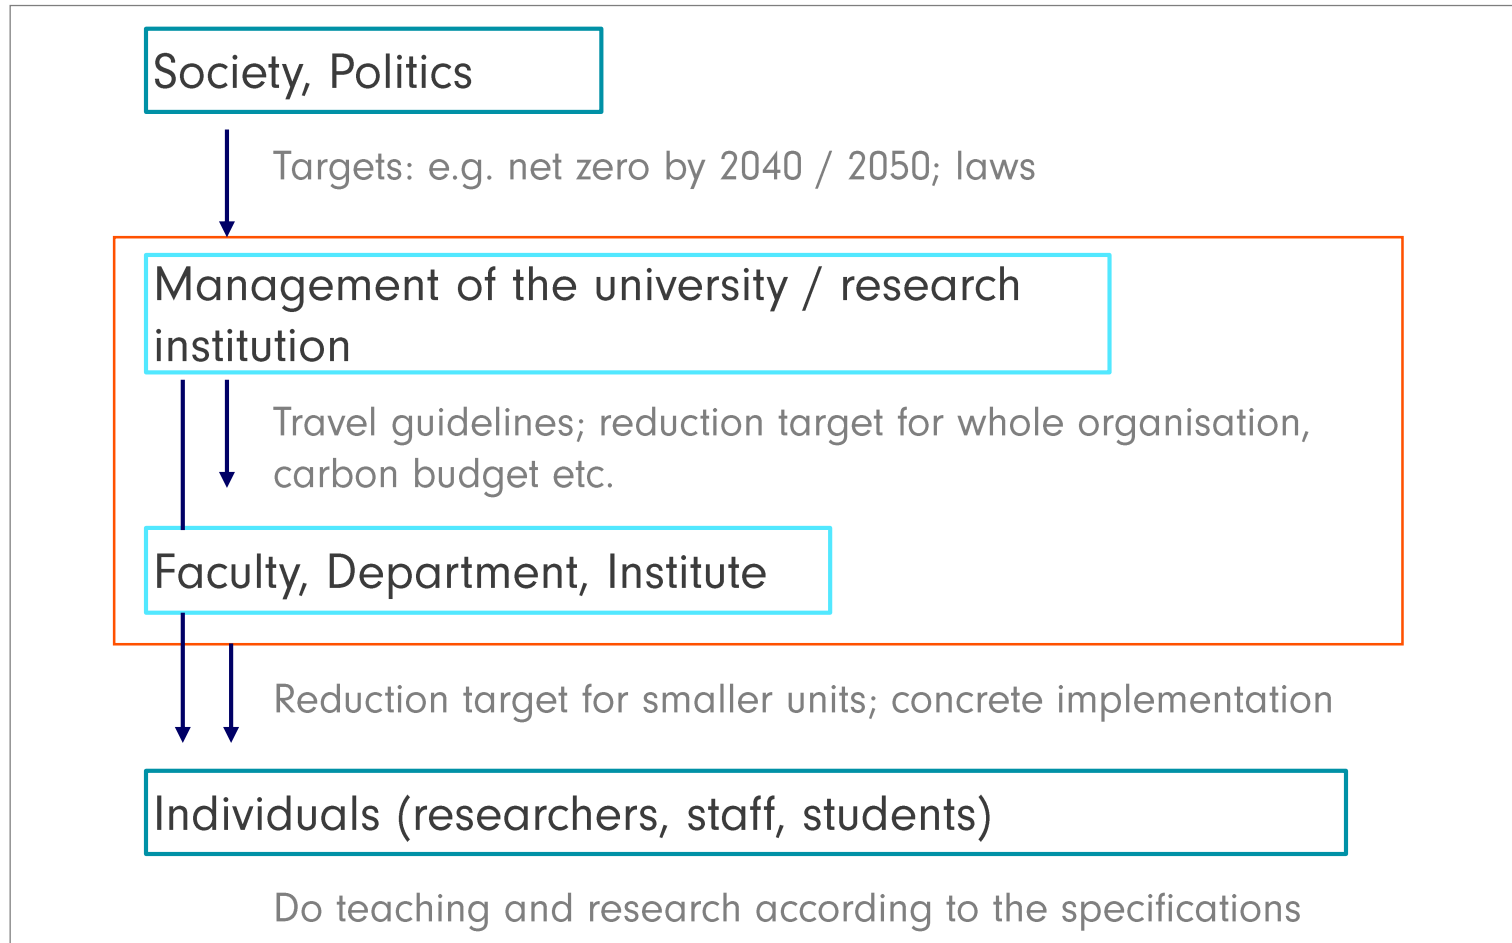 Society, Politics
Targets: e.g. net zero by 2040 / 2050; laws
Management of the university / research
institution
Travel guidelines; reduction target for whole organisation,
carbon budget etc.
Faculty, Department, Institute
Reduction target for smaller units; concrete implementation
Individuals (researchers, staff, students)
Do teaching and research according to the specifications